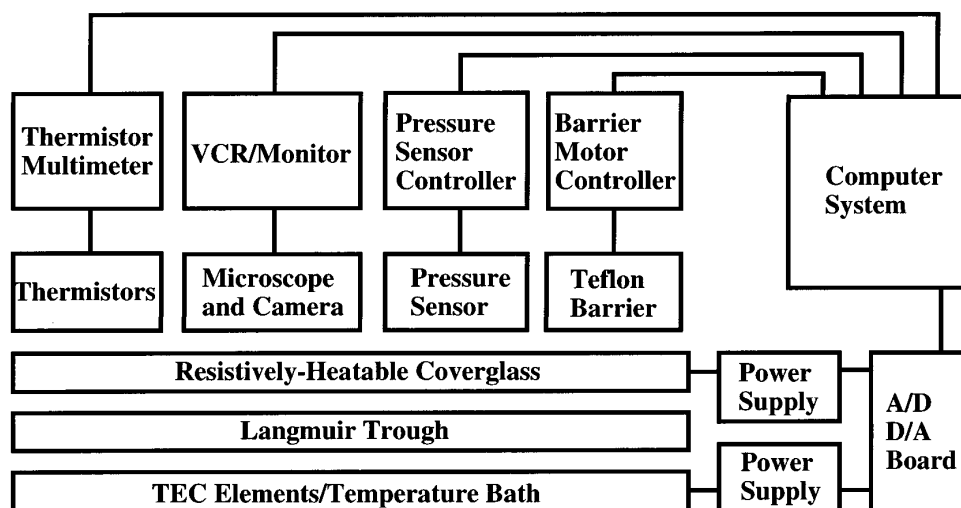 Thermistor
Multimeter
VCR/Monitor
Pressure
Sensor
Controller
Barrier
Motor
Controller
Computer
System
Thermistors
Microscope
and Camera
Pressure
Sensor
Teflon
Barrier
Resistively-Heatable Coverglass
Power
Supply
A/D
D/A
Board
Langmuir Trough
TEC Elements/Temperature Bath
Power
Supply